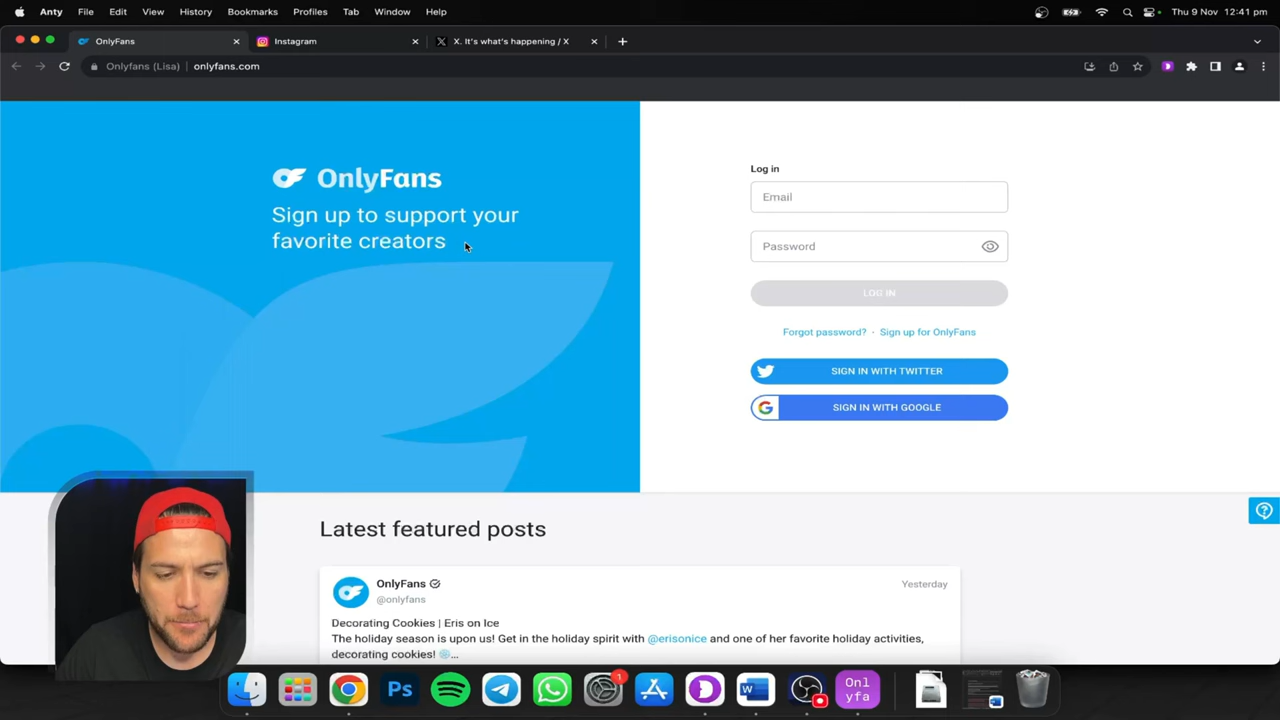 Anty File Edit View History Bookmarks Profiles Tab Window Help Thu 9 Nov 12:41 pm
OnlyFans Instagram X. It's what's happening / X
Onlyfans (Lisa) onlyfans.com
OnlyFans
Sign up to support your
favorite creators
Log in
Email
Password
LOG IN
Forgot password? · Sign up for OnlyFans
SIGN IN WITH TWITTER
SIGN IN WITH GOOGLE
Latest featured posts
OnlyFans Yesterday
@onlyfans
Decorating Cookies | Eris on Ice
The holiday season is upon us! Get in the holiday spirit with @erisonice and one of her favorite holiday activities,
decorating cookies! ...
Ps
1
W
Onl
yfa